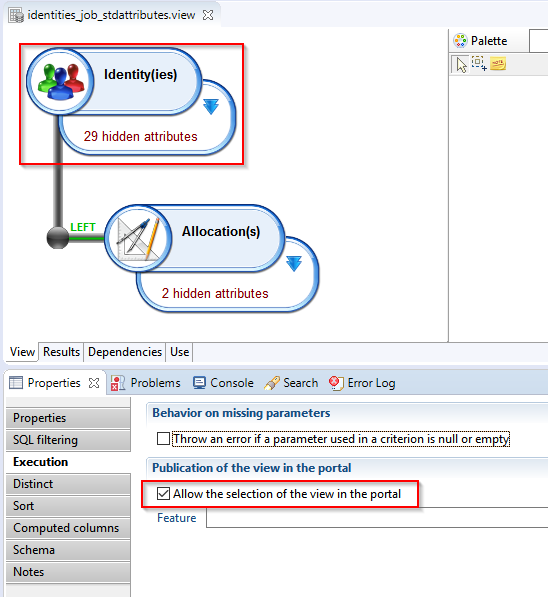 identities_job_stdattributes.view
Palette
Identity(ies)
29 hidden attributes
LEFT
Allocation(s)
2 hidden attributes
View Results Dependencies Use
Properties Problems Console Search Error Log
Properties
SQL filtering
Execution
Distinct
Sort
Computed columns
Schema
Notes
Behavior on missing parameters
Throw an error if a parameter used in a criterion is null or empty
Publication of the view in the portal
Allow the selection of the view in the portal
Feature